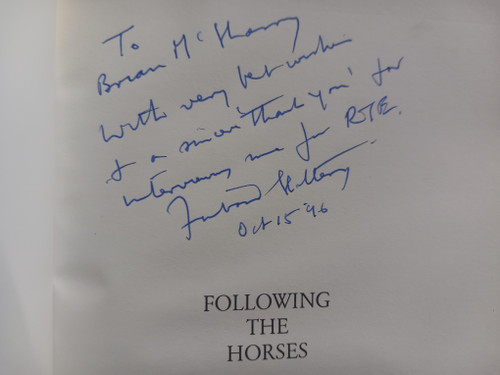 To
Brian McSharry
With very best wishes
& a sincere 'thank you' for
interviewing me for RTE.
Oct 15 '96
FOLLOWING
THE
HORSES